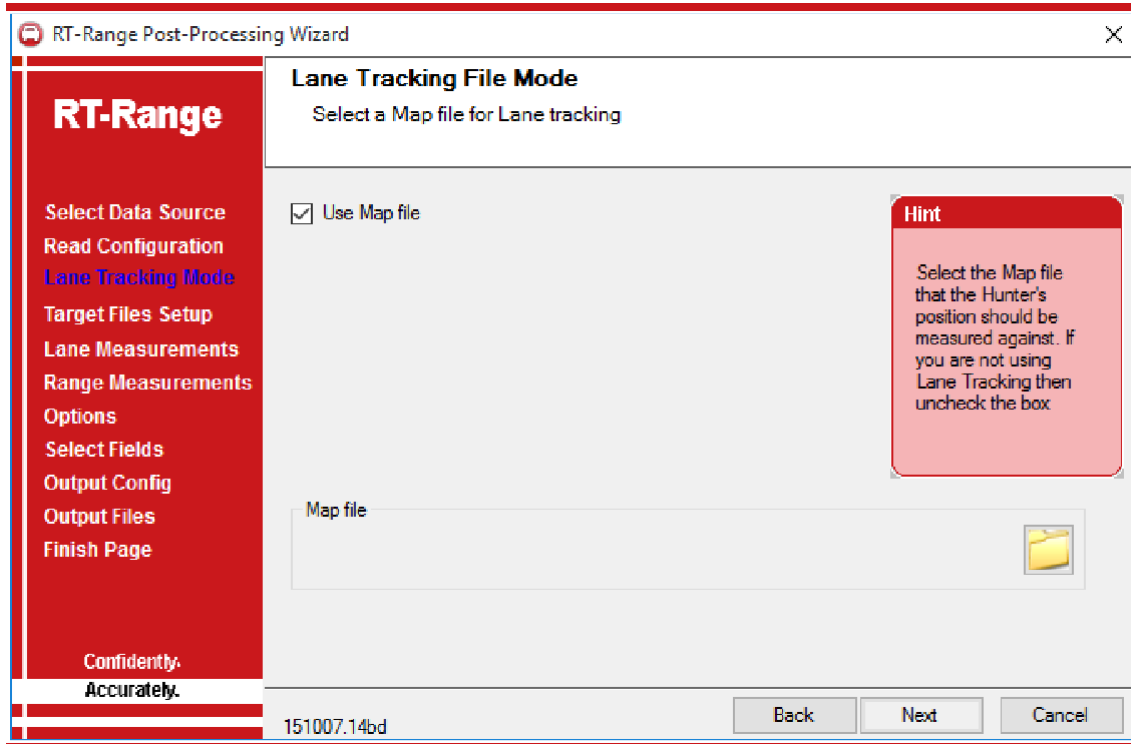 RT-Range Post-Processing Wizard
RT-Range
Lane Tracking File Mode
Select a Map file for Lane tracking
Select Data Source
Read Configuration
Lane Tracking Mode
Target Files Setup
Lane Measurements
Range Measurements
Options
Select Fields
Output Config
Output Files
Finish Page
Confidently.
Accurately.
Use Map file
Hint
Select the Map file
that the Hunter's
position should be
measured against. If
you are not using
Lane Tracking then
uncheck the box
Map file
151007.14bd
Back
Next
Cancel